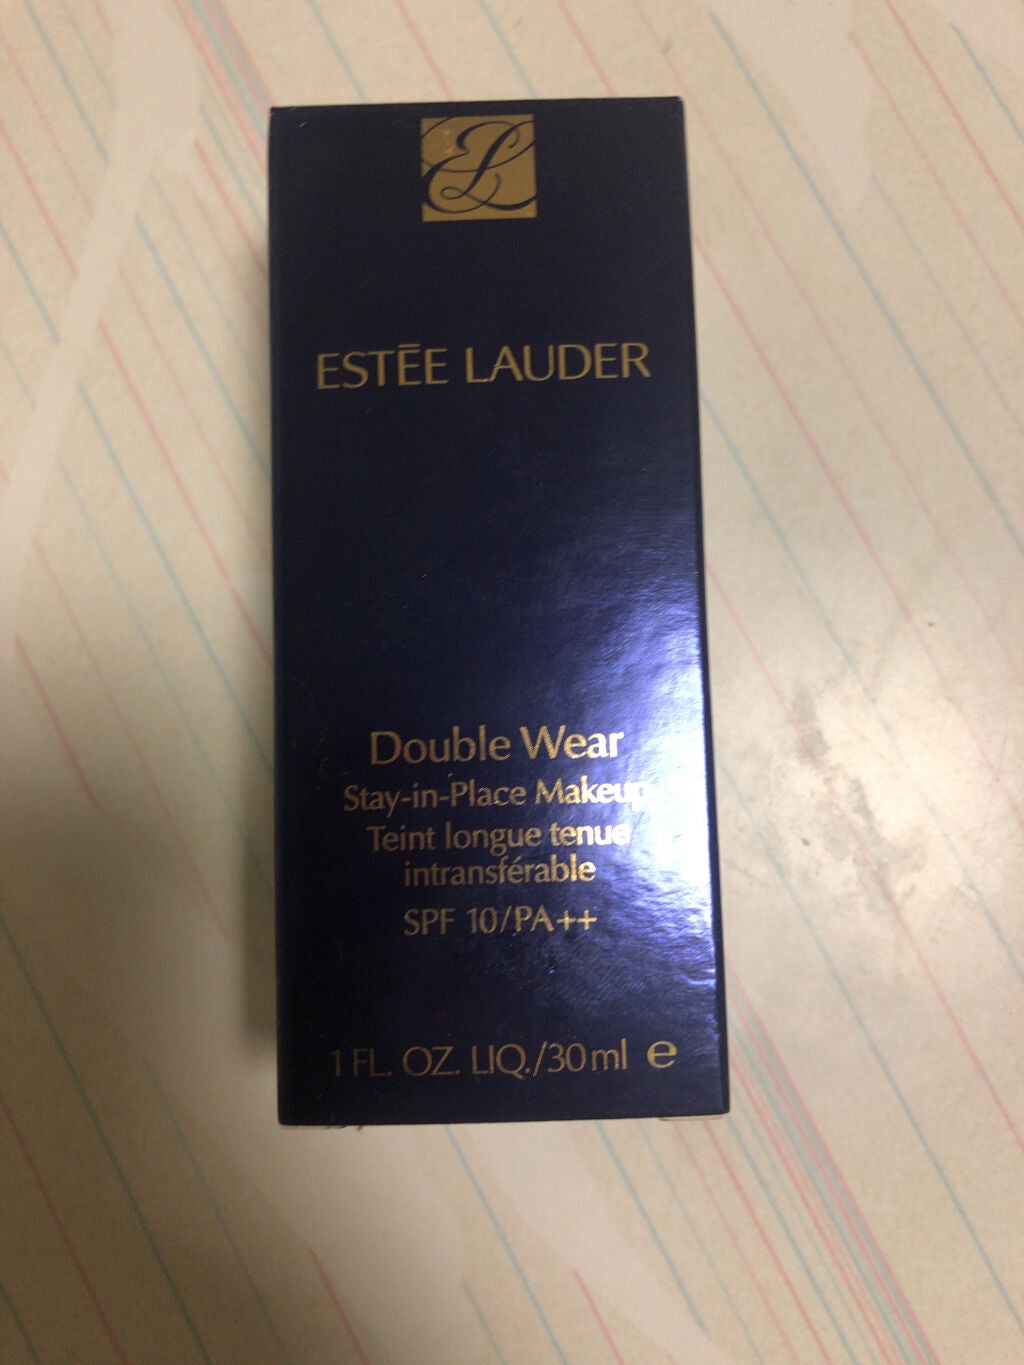 EL
ESTĒE LAUDER
Double Wear
Stay-in-Place Makeup
Teint longue tenue
intransférable
SPF 10/PA++
1 FL. OZ. LIQ./30ml ℮